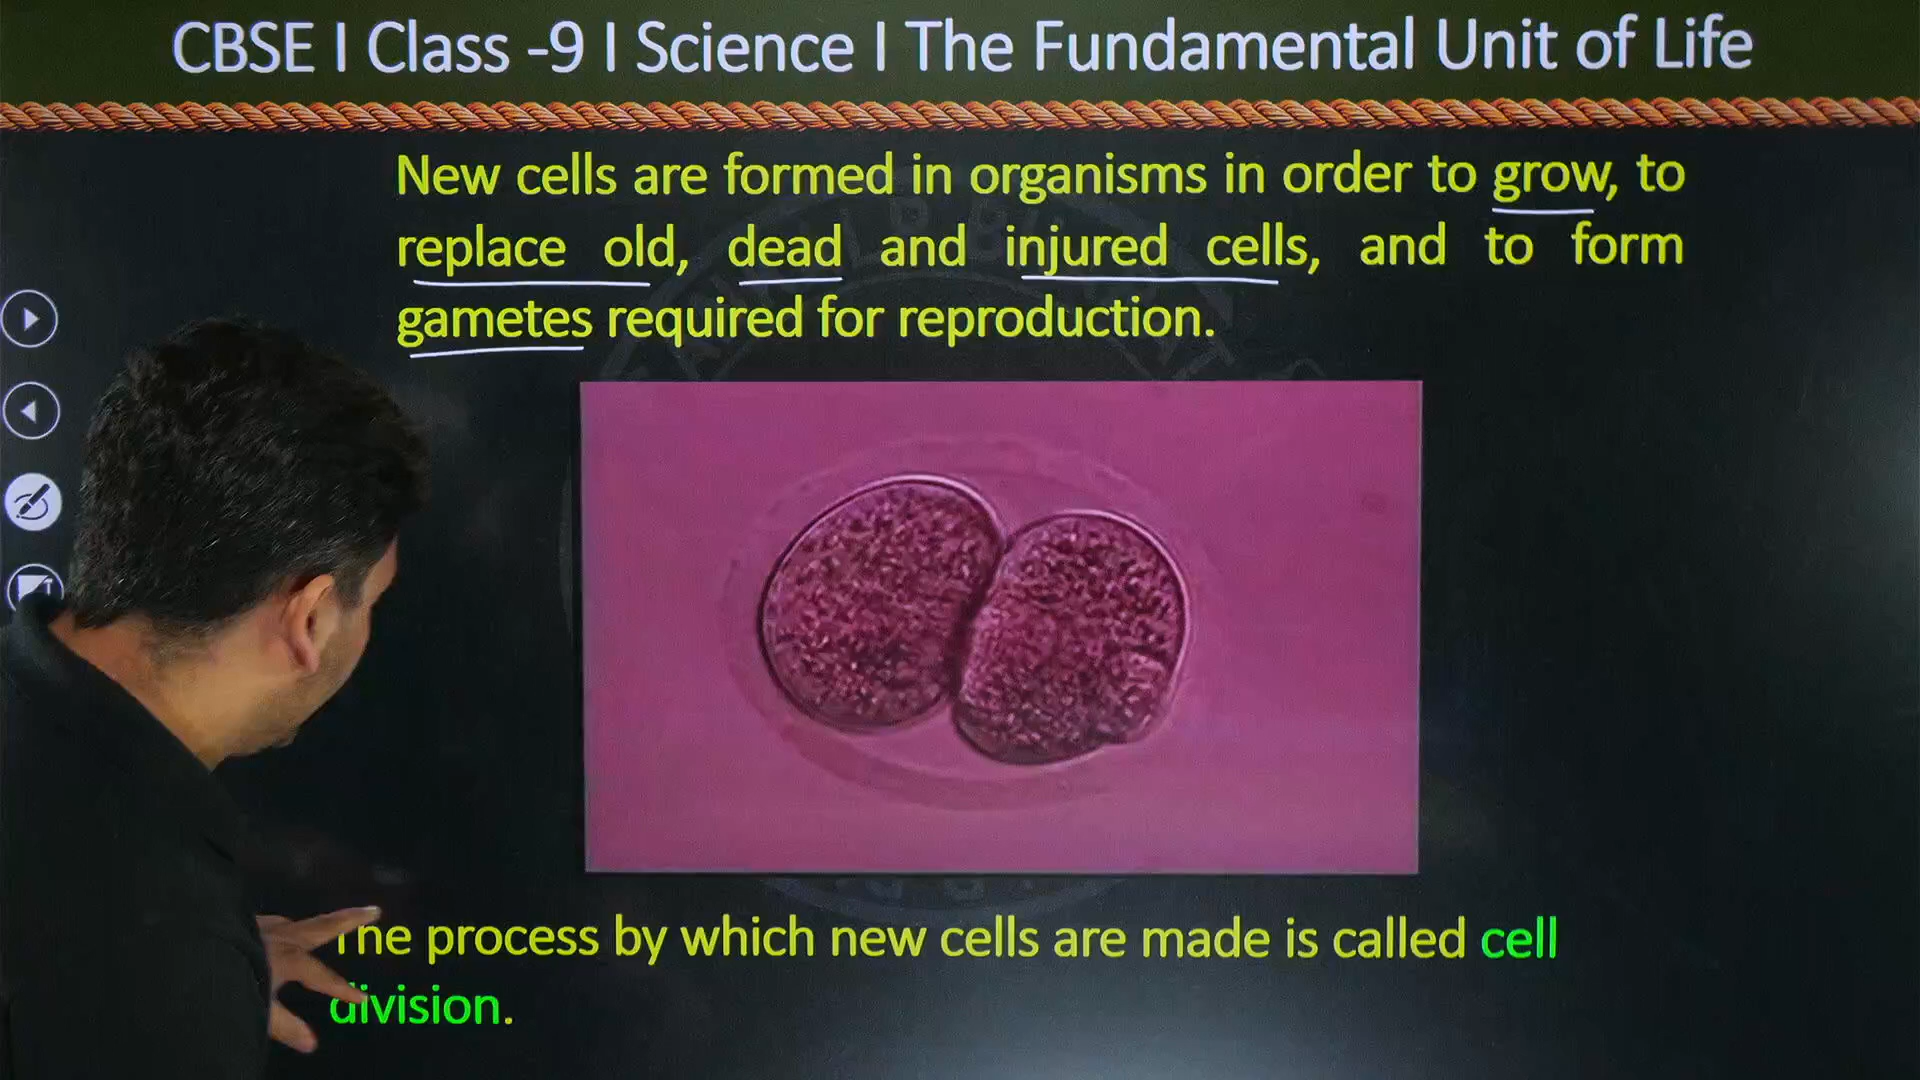 CBSE I Class -9 I Science I The Fundamental Unit of Life
New cells are formed in organisms in order to grow, to
replace old, dead and injured cells, and to form
gametes required for reproduction.
The process by which new cells are made is called cell
division.